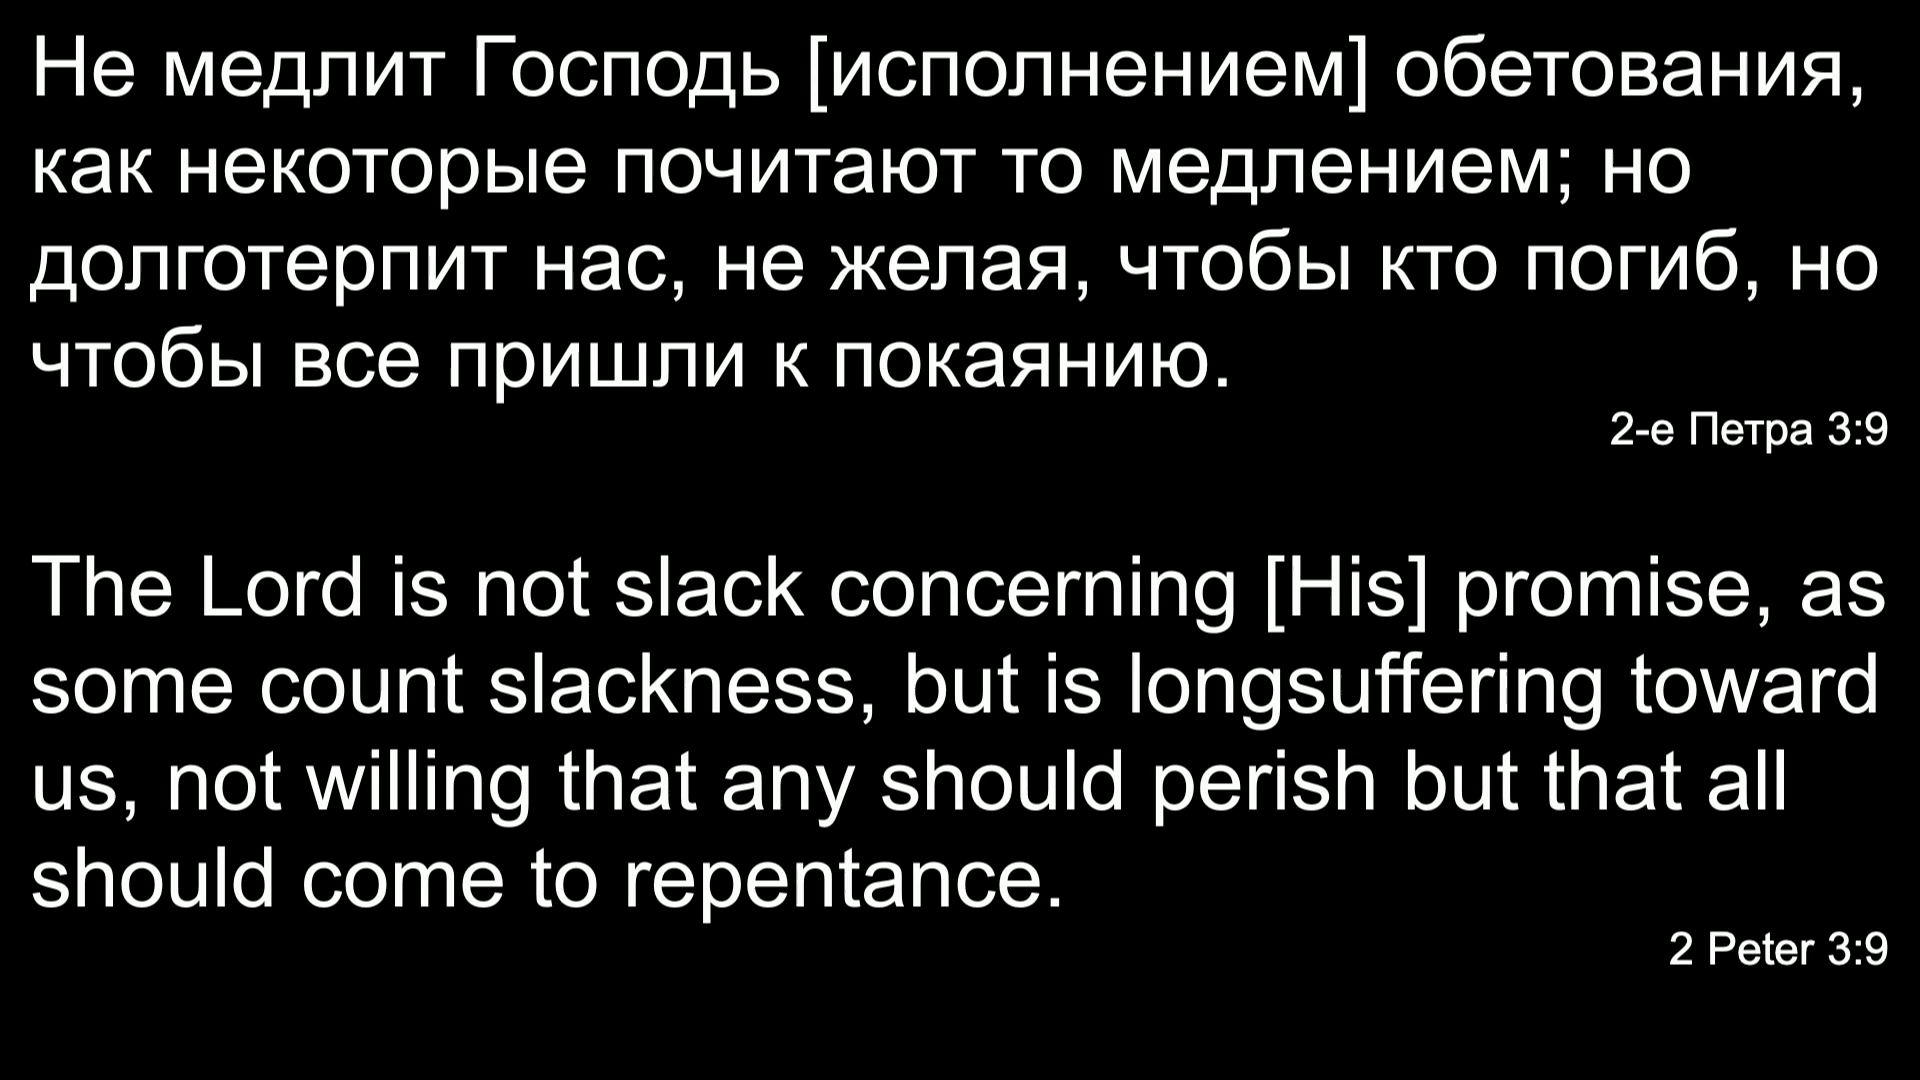 Не медлит Господь [исполнением] обетования,
как некоторые почитают то медлением; но
долготерпит нас, не желая, чтобы кто погиб, но
чтобы все пришли к покаянию.
2-е Петра 3:9
The Lord is not slack concerning [His] promise, as
some count slackness, but is longsuffering toward
us, not willing that any should perish but that all
should come to repentance.
2 Peter 3:9